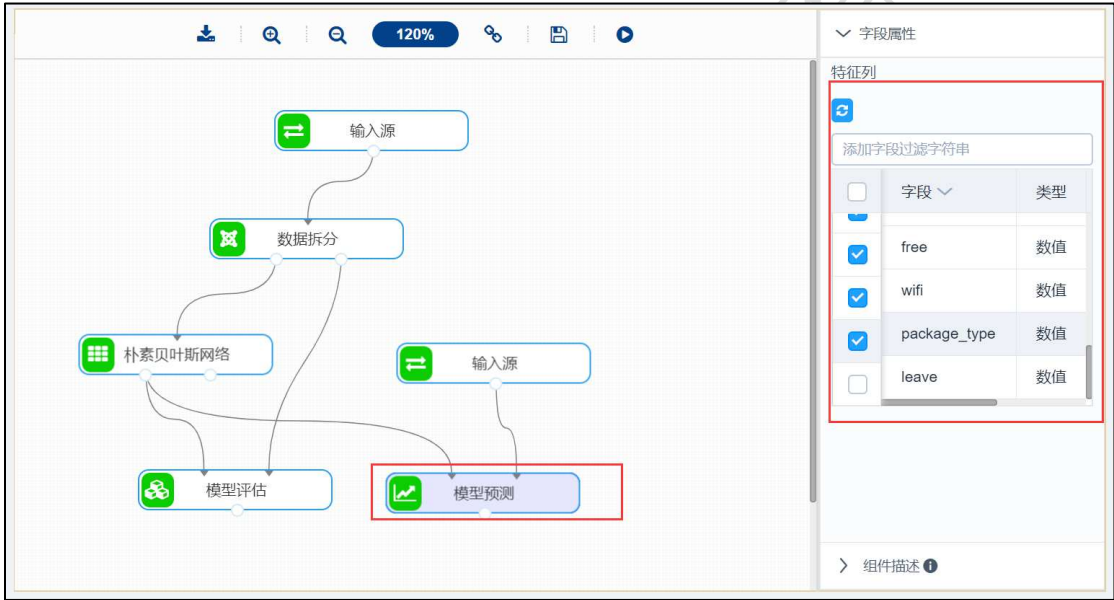 120%
输入源
数据拆分
朴素贝叶斯网络
输入源
模型评估
模型预测
字段属性
特征列
添加字段过滤字符串
字段 类型
free 数值
wifi 数值
package_type 数值
leave 数值
组件描述